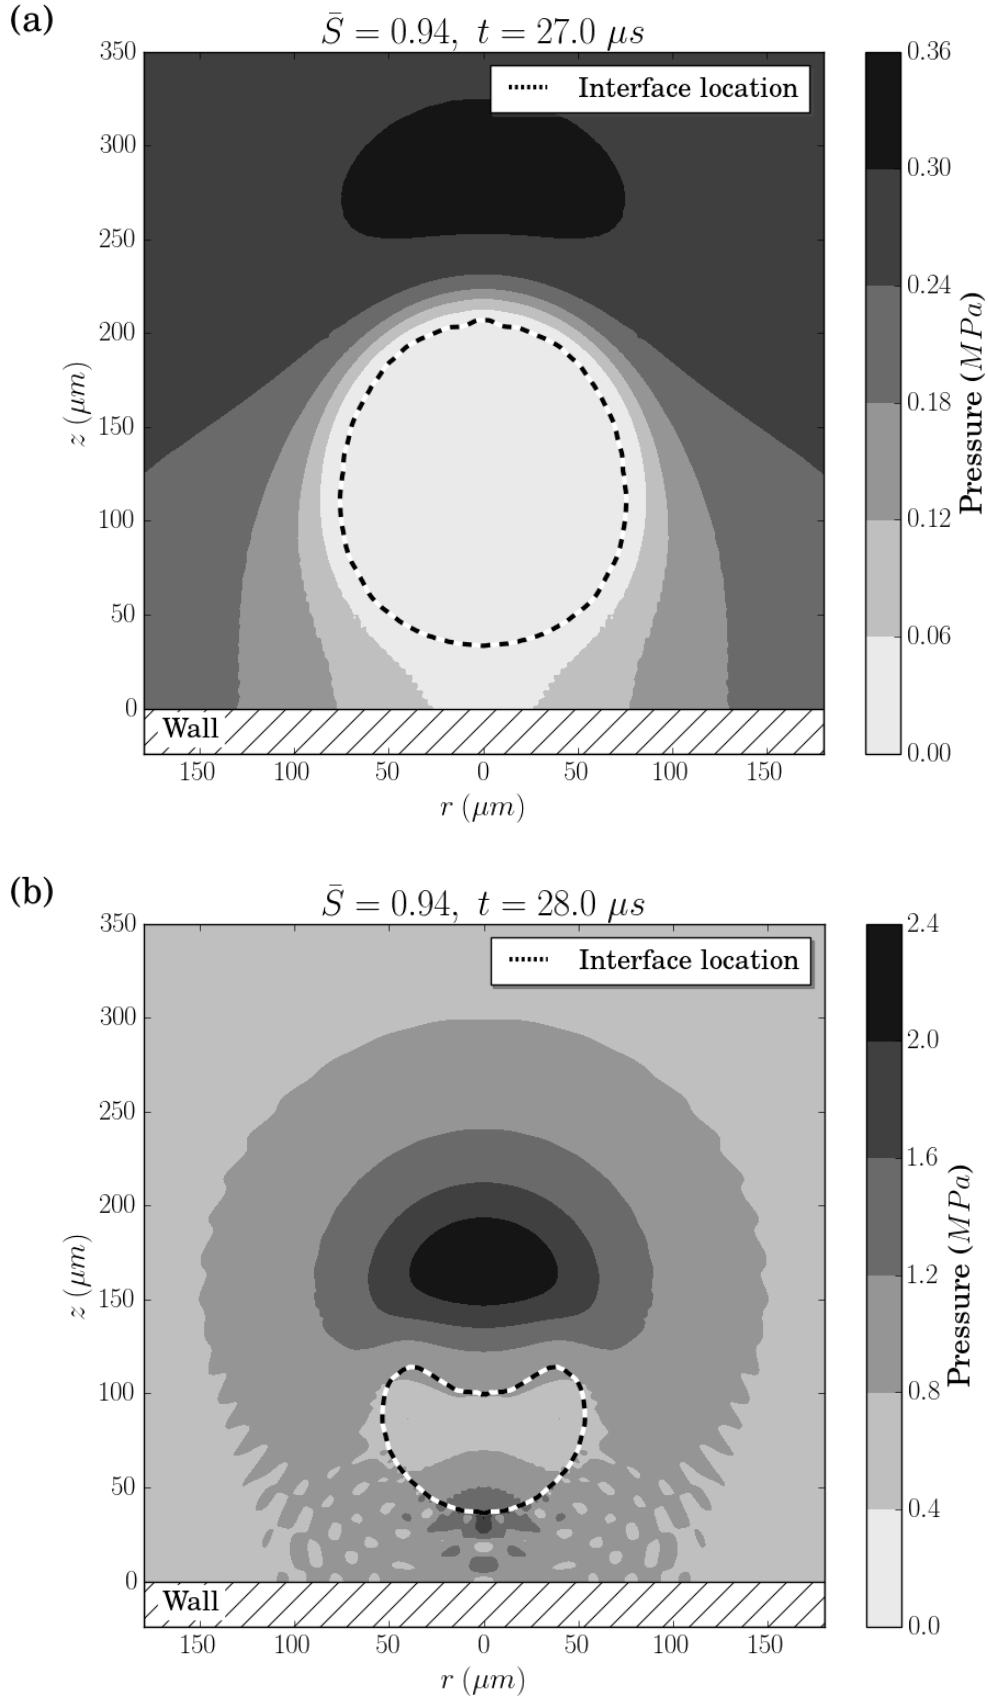 (a)
S̄ = 0.94, t = 27.0 μs
350
300
250
200
150
100
50
0
z (μm)
Interface location
Wall
150 100 50 0 50 100 150
r (μm)
0.36
0.30
0.24
0.18
0.12
0.06
0.00
Pressure (MPa)
(b)
S̄ = 0.94, t = 28.0 μs
350
300
250
200
150
100
50
0
z (μm)
Interface location
Wall
150 100 50 0 50 100 150
r (μm)
2.4
2.0
1.6
1.2
0.8
0.4
0.0
Pressure (MPa)